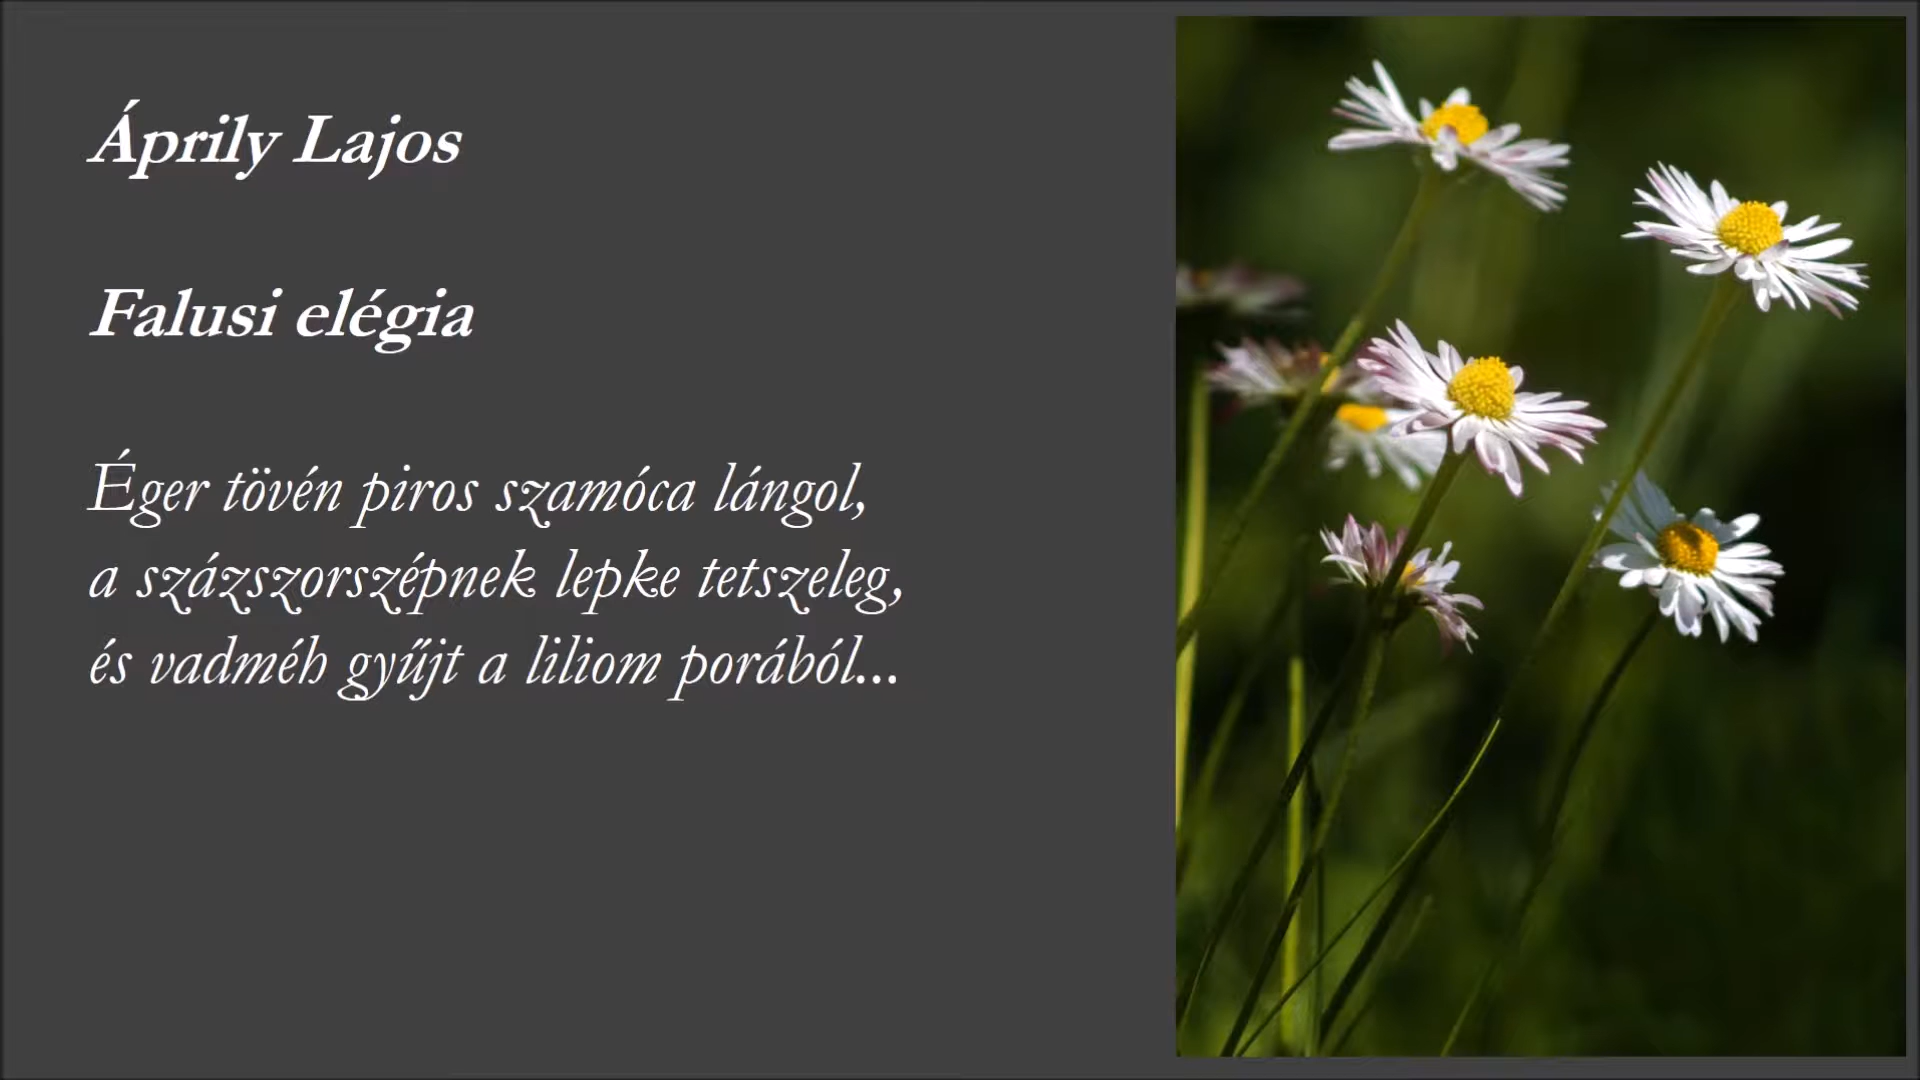 Áprily Lajos
Falusi elégia
Éger tövén piros szamóca lángol,
a százszorszépnek lepke tetszeleg,
és vadméh gyűjt a liliom porából...